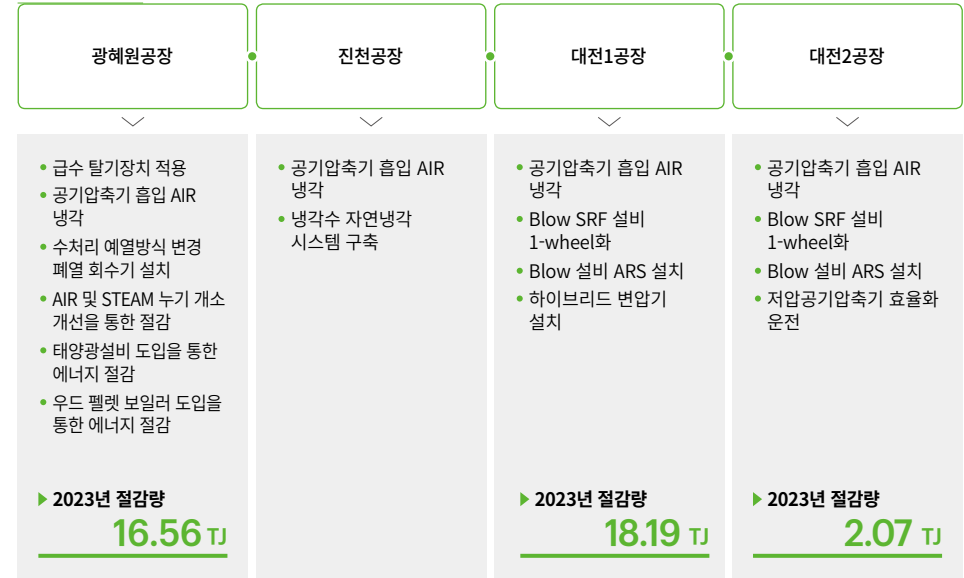 광혜원공장
급수 탈기장치 적용
공기압축기 흡입 AIR
냉각
수처리 예열방식 변경
폐열 회수기 설치
AIR 및 STEAM 누기 개소
개선을 통한 절감
태양광설비 도입을 통한
에너지 절감
우드 펠렛 보일러 도입을
통한 에너지 절감
2023년 절감량
16.56 TJ
진천공장
공기압축기 흡입 AIR
냉각
냉각수 자연냉각
시스템 구축
대전1공장
공기압축기 흡입 AIR
냉각
Blow SRF 설비
1-wheel화
Blow 설비 ARS 설치
하이브리드 변압기
설치
2023년 절감량
18.19 TJ
대전2공장
공기압축기 흡입 AIR
냉각
Blow SRF 설비
1-wheel화
Blow 설비 ARS 설치
저압공기압축기 효율화
운전
2023년 절감량
2.07 TJ